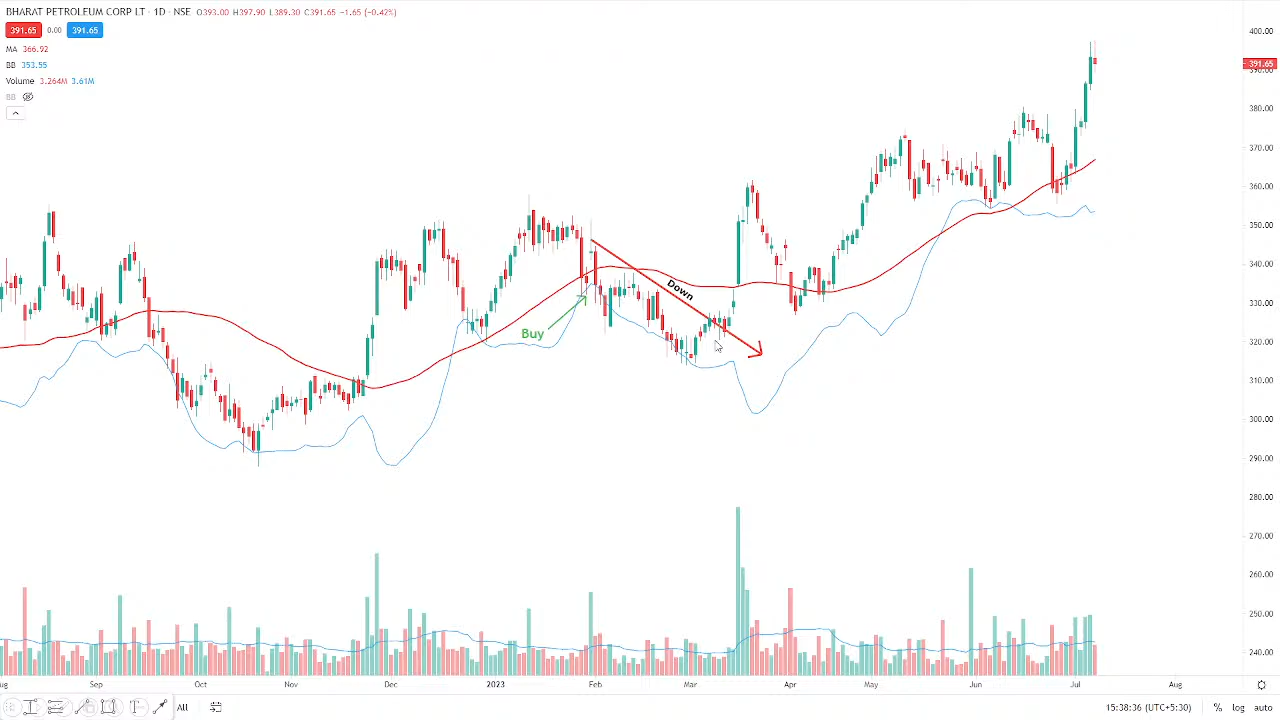 BHARAT PETROLEUM CORP LT · 1D · NSE O393.00 H397.90 L389.30 C391.65 −1.65 (−0.42%)
391.65 0.00 391.65
MA 366.92
BB 353.55
Volume 3.264M 3.61M
BB
400.00
391.65
390.00
380.00
370.00
360.00
350.00
340.00
330.00
320.00
310.00
300.00
290.00
280.00
270.00
260.00
250.00
240.00
Down
Buy
ug Sep Oct Nov Dec 2023 Feb Mar Apr May Jun Jul Aug
All 15:38:36 (UTC+5:30) % log auto